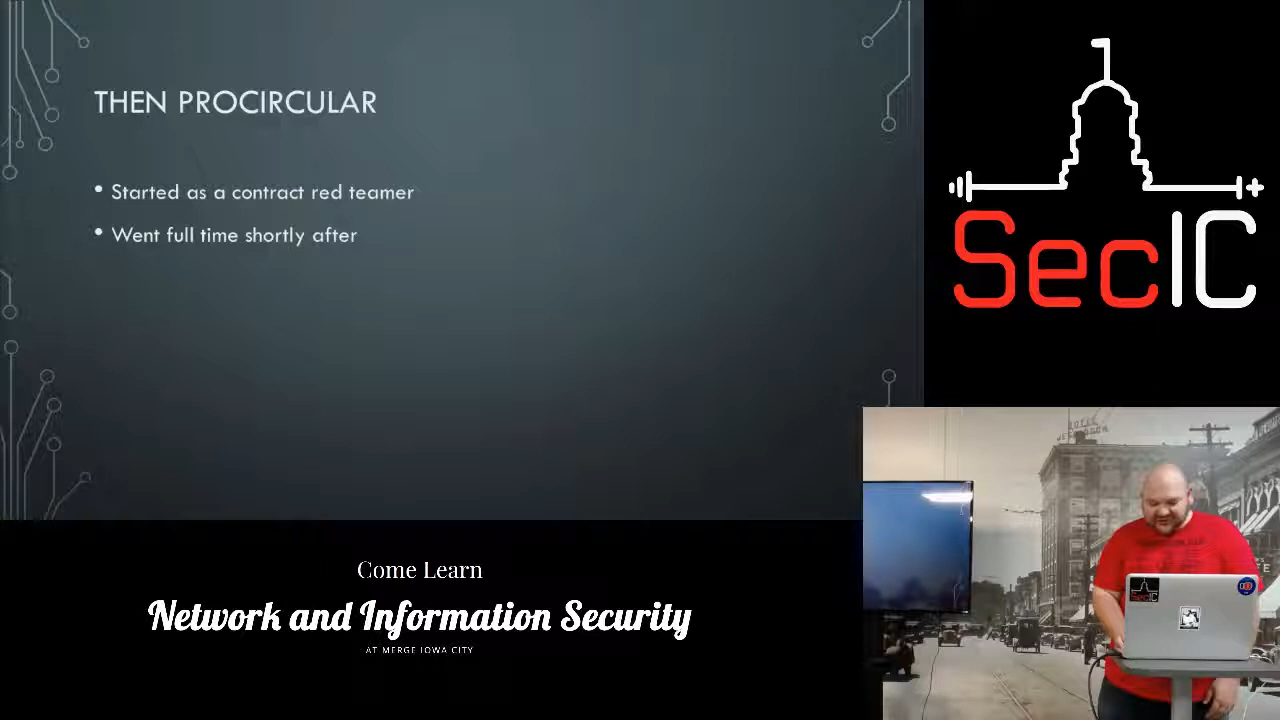 THEN PROCIRCULAR
• Started as a contract red teamer
• Went full time shortly after
SecIC
Come Learn
Network and Information Security
AT MERGE IOWA CITY
SecIC